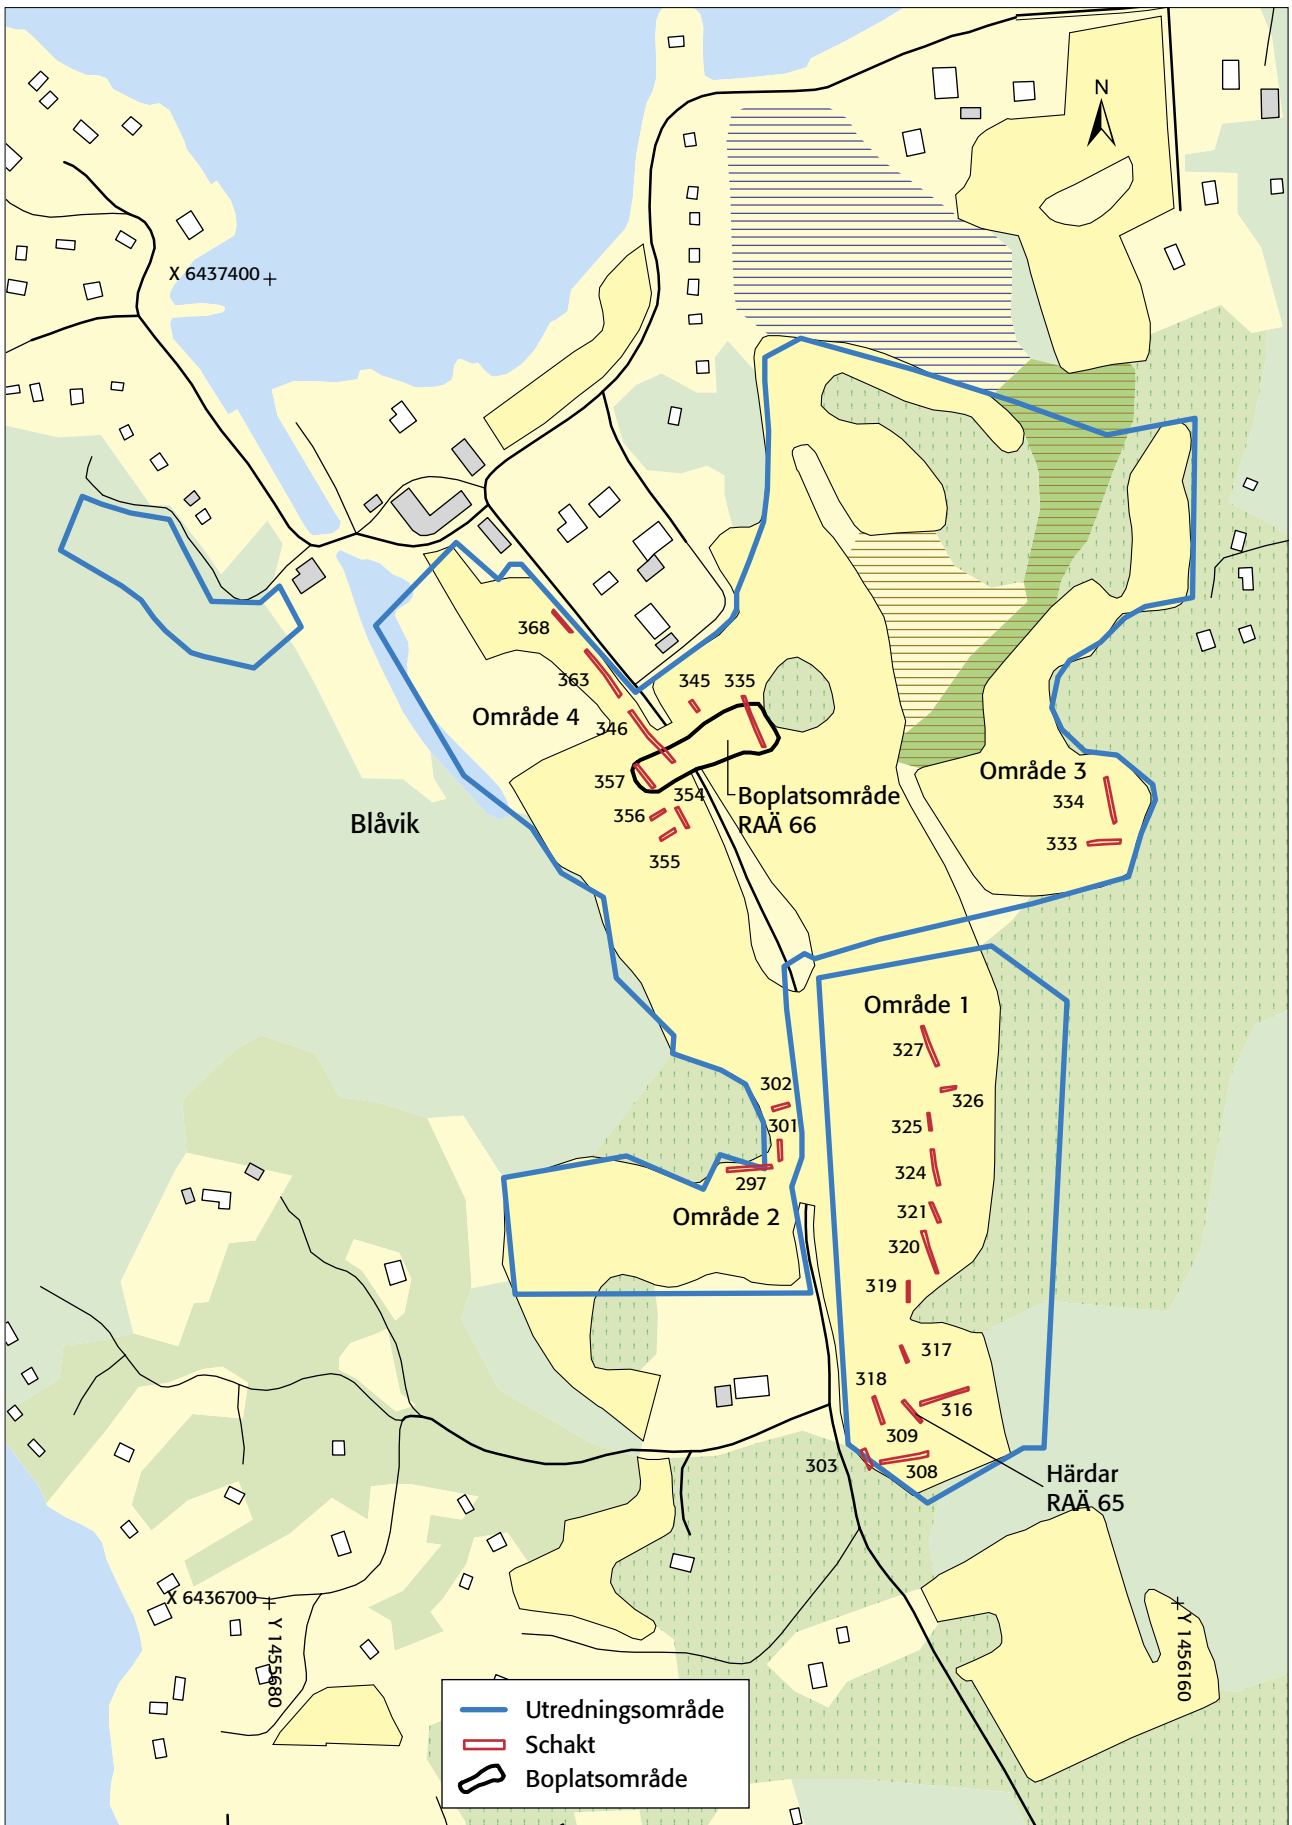 N
X 6437400
368
363
345
335
Område 4
346
357
354
356
355
Boplatsområde
RAÄ 66
Område 3
334
333
Blåvik
Område 1
327
326
302
325
301
324
297
321
Område 2
320
319
317
318
316
309
303
308
Härdar
RAÄ 65
X 6436700
Y 1455680
Y 1456160
Utredningsområde
Schakt
Boplatsområde